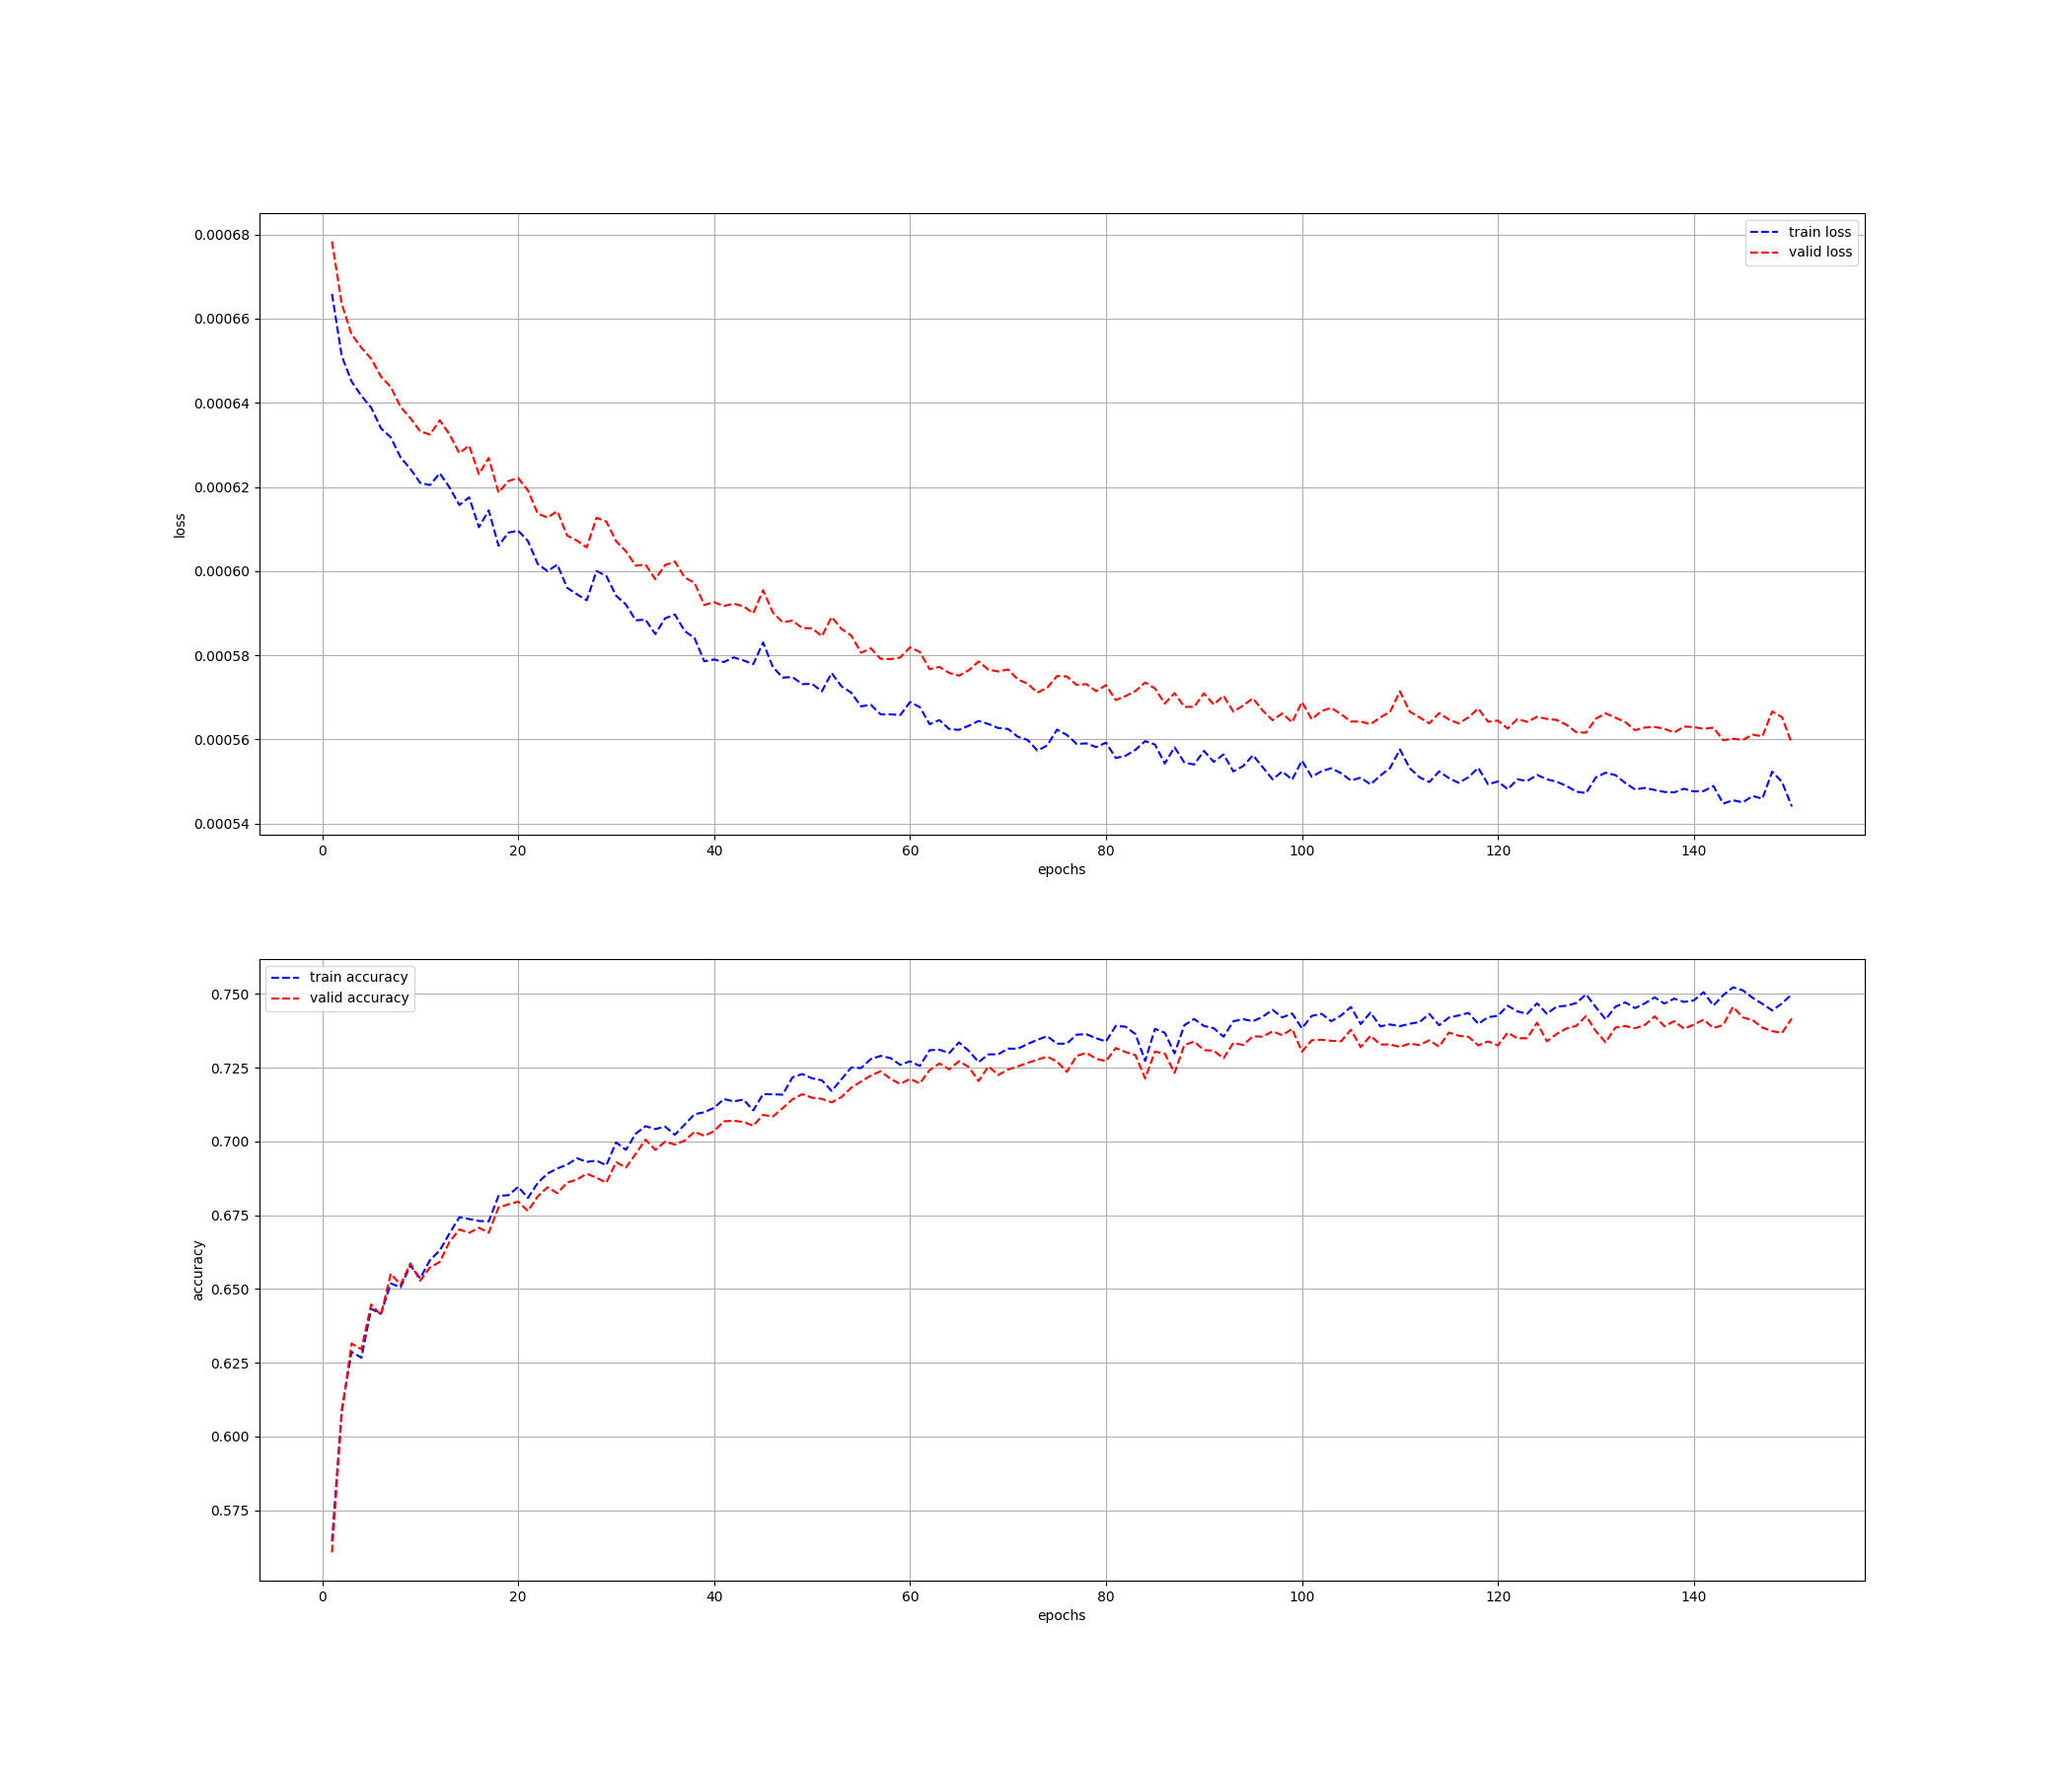 train loss
valid loss
0.00068
0.00066
0.00064
0.00062
0.00060
0.00058
0.00056
0.00054
loss
0 20 40 60 80 100 120 140
epochs
train accuracy
valid accuracy
0.750
0.725
0.700
0.675
0.650
0.625
0.600
0.575
accuracy
0 20 40 60 80 100 120 140
epochs